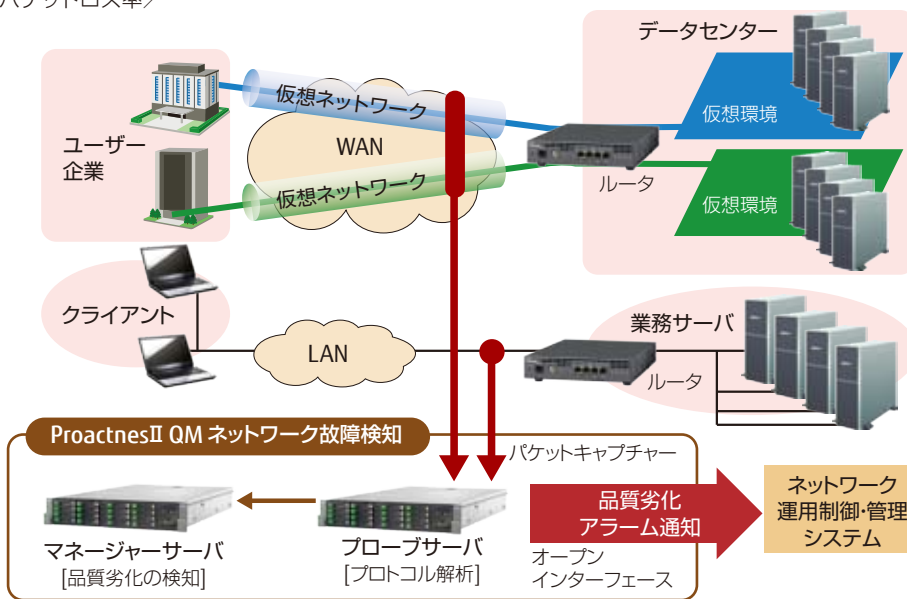 パケットロス率／
データセンター
仮想ネットワーク
仮想環境
WAN
ユーザー
企業
ルータ
仮想ネットワーク
仮想環境
クライアント
業務サーバ
LAN
ルータ
ProactnesⅡ QM ネットワーク故障検知
パケットキャプチャー
品質劣化
アラーム通知
ネットワーク
運用制御・管理
システム
マネージャーサーバ
[品質劣化の検知]
プローブサーバ
[プロトコル解析]
オープン
インターフェース